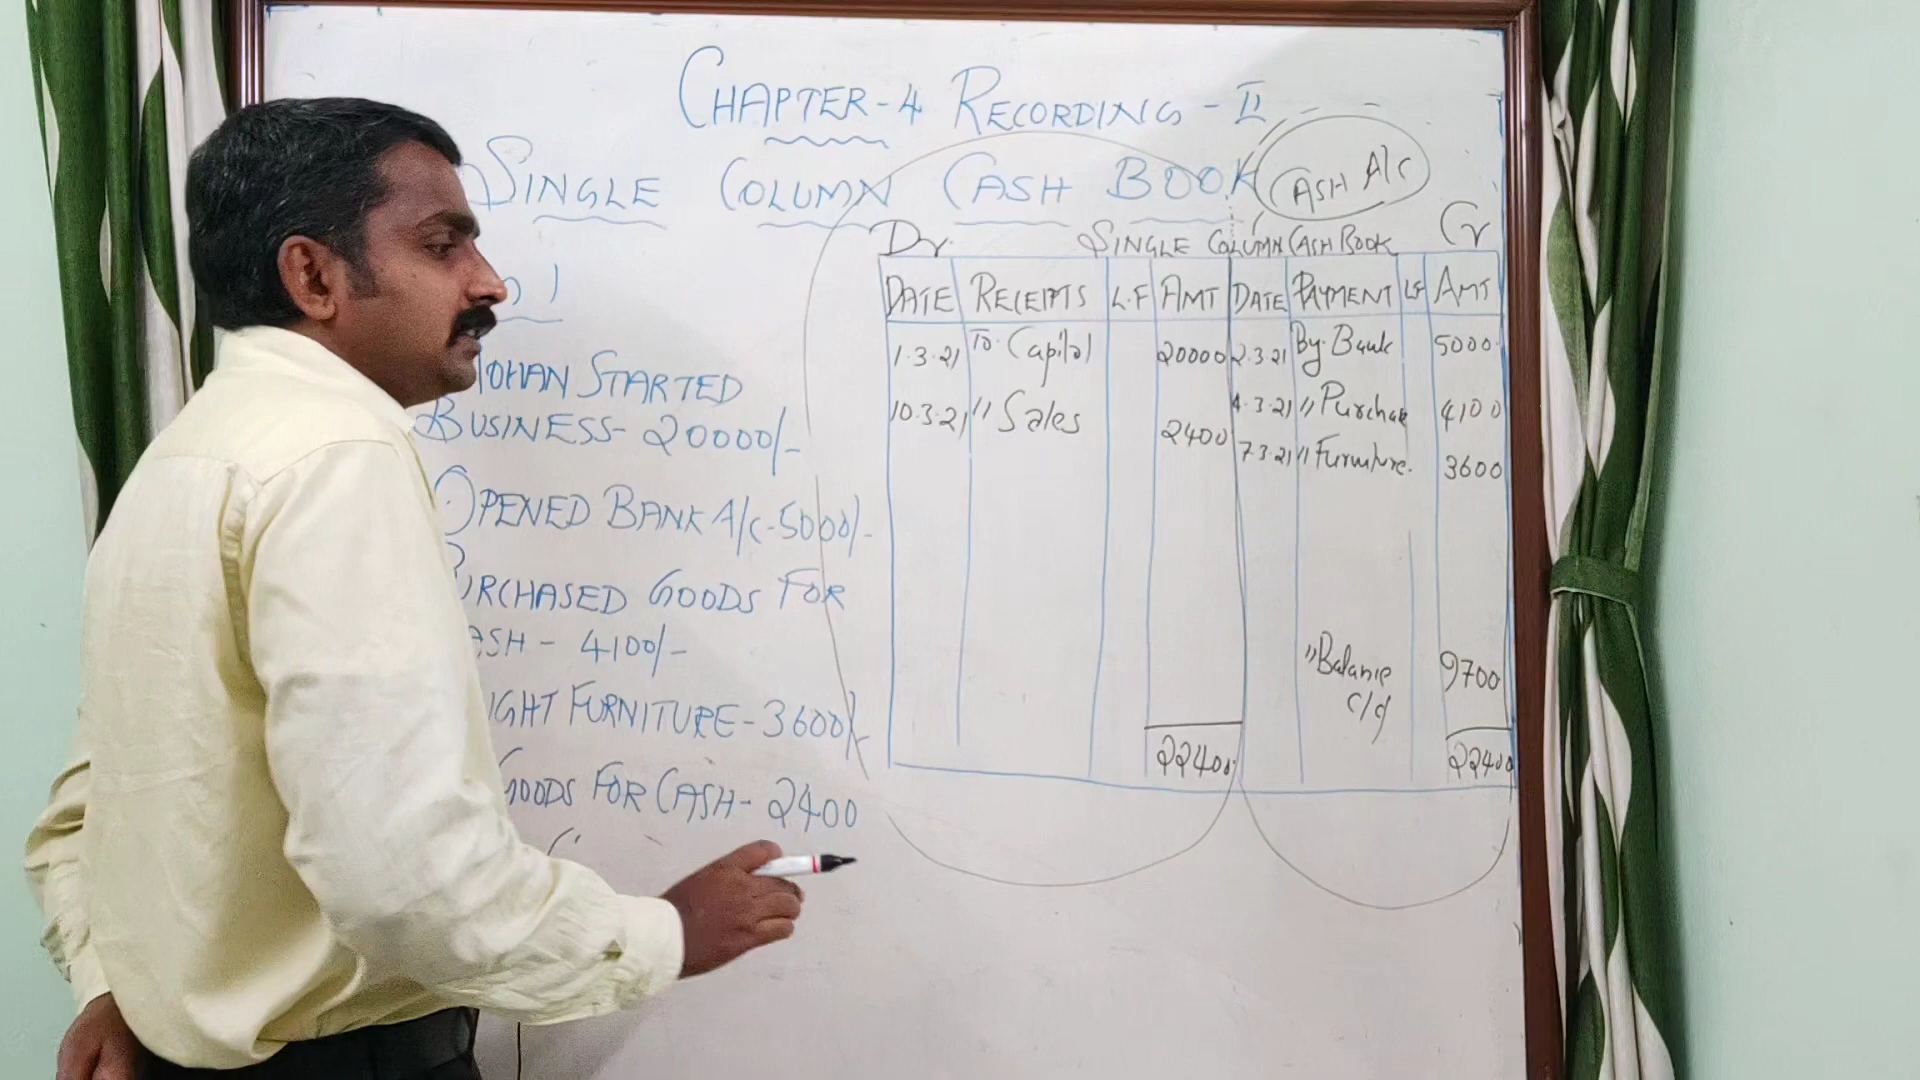 CHAPTER-4 RECORDING - II
SINGLE COLUMN CASH BOOK
CASH A/c
1
MOHAN STARTED
BUSINESS- 20000/-
OPENED BANK A/C-5000/-
PURCHASED GOODS FOR
CASH - 4100/-
IGHT FURNITURE-3600/-
GOODS FOR CASH- 2400
Dr. SINGLE COLUMN CASH BOOK Cr
DATE RECEIPTS L.F AMT DATE PAYMENT LF AMT
1.3.21 To Capital 20000 2.3.21 By Bank 5000
10.3.21 " Sales 2400 4.3.21 " Purchase 4100
7.3.21 " Furniture. 3600
" Balance 9700
c/d
22400 22400